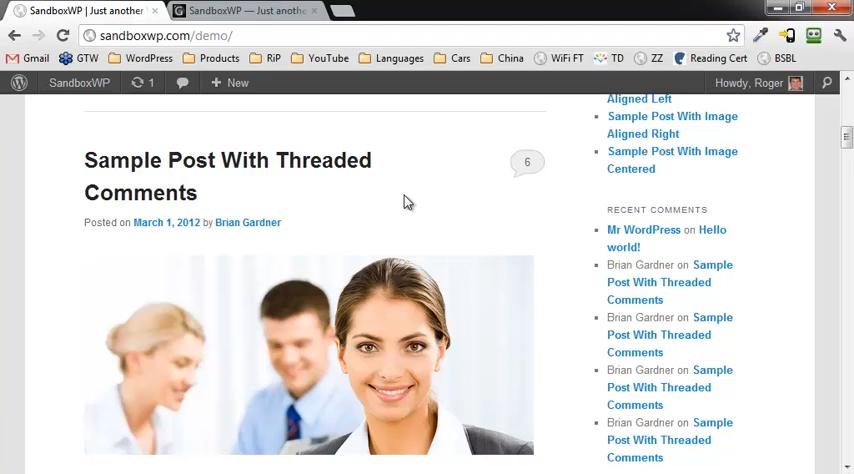 SandboxWP | Just another
SandboxWP — Just anothe
sandboxwp.com/demo/
Gmail GTW WordPress Products RiP YouTube Languages Cars China WiFi FT TD ZZ Reading Cert BSBL
SandboxWP 1 + New Howdy, Roger
Aligned Left
Sample Post With Image
Aligned Right
Sample Post With Image
Centered
Sample Post With Threaded
Comments
6
Posted on March 1, 2012 by Brian Gardner
RECENT COMMENTS
Mr WordPress on Hello
world!
Brian Gardner on Sample
Post With Threaded
Comments
Brian Gardner on Sample
Post With Threaded
Comments
Brian Gardner on Sample
Post With Threaded
Comments
Brian Gardner on Sample
Post With Threaded
Comments